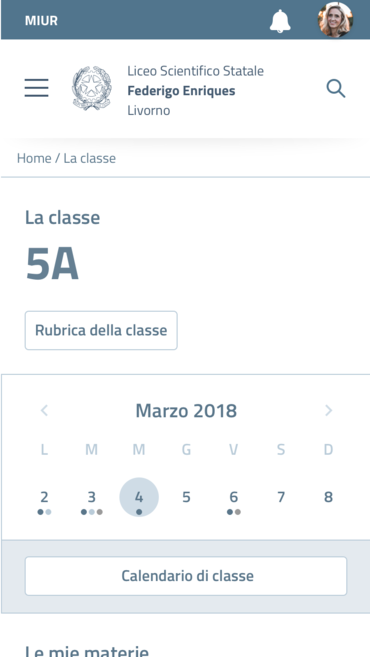 MIUR
Liceo Scientifico Statale
Federigo Enriques
Livorno
Home / La classe
La classe
5A
Rubrica della classe
Marzo 2018
L M M G V S D
2 3 4 5 6 7 8
Calendario di classe
Le mie materie